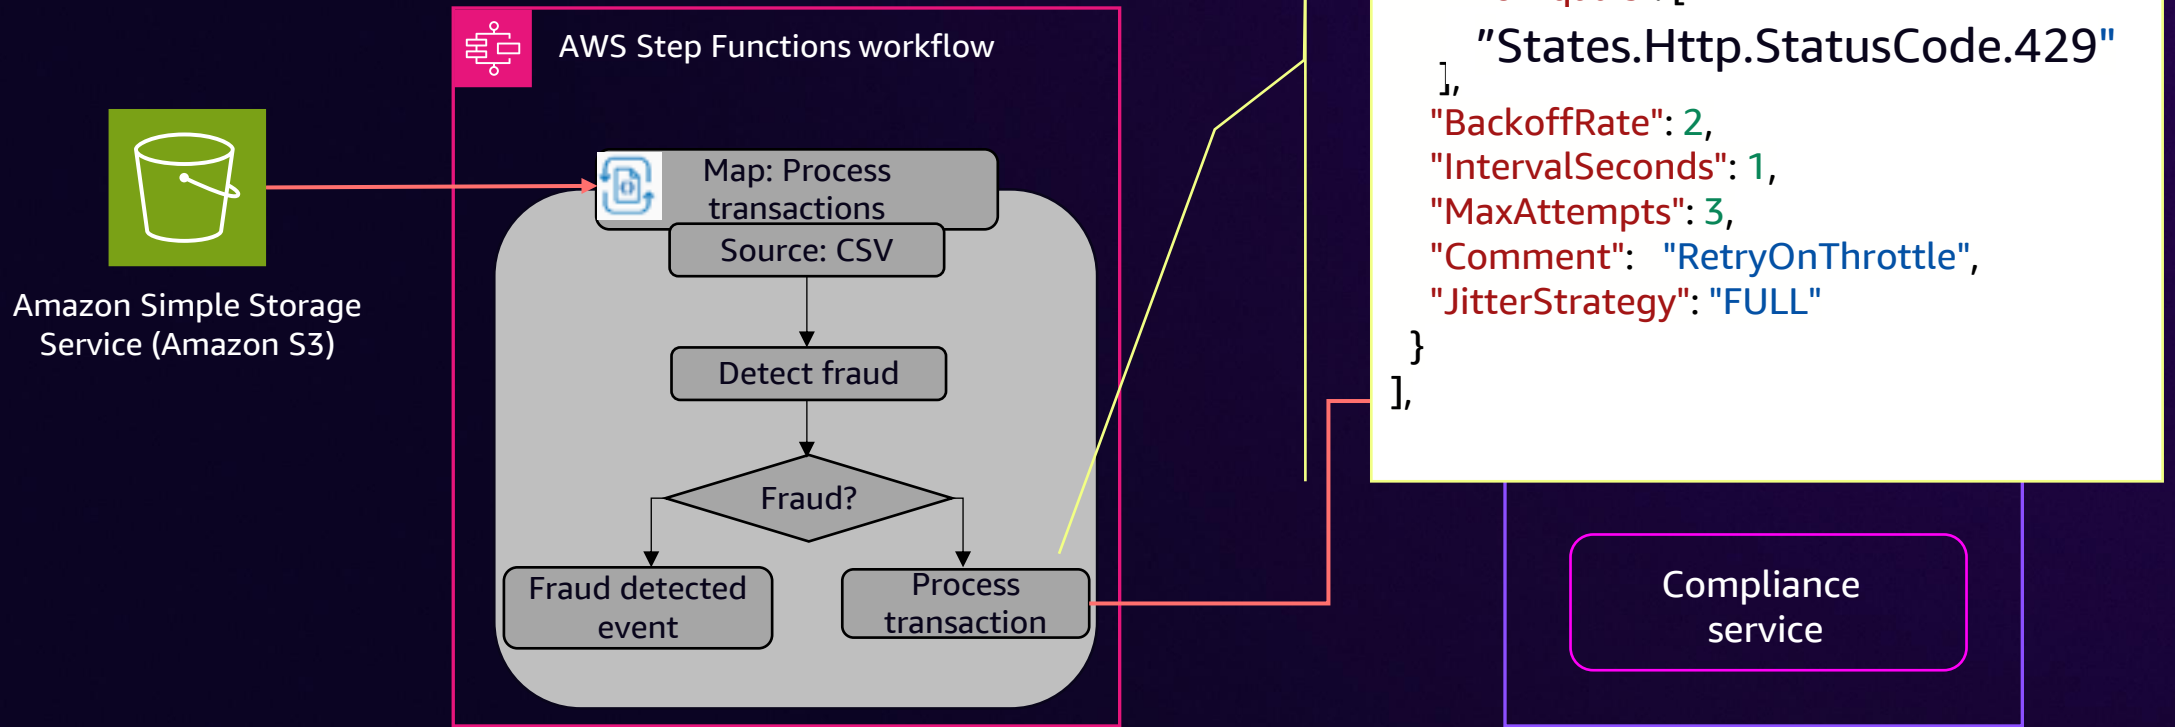 AWS Step Functions workflow
Amazon Simple Storage
Service (Amazon S3)
Map: Process
transactions
Source: CSV
Detect fraud
Fraud?
Fraud detected
event
Process
transaction
"States.Http.StatusCode.429"
],
"BackoffRate": 2,
"IntervalSeconds": 1,
"MaxAttempts": 3,
"Comment": "RetryOnThrottle",
"JitterStrategy": "FULL"
}
],
Compliance
service